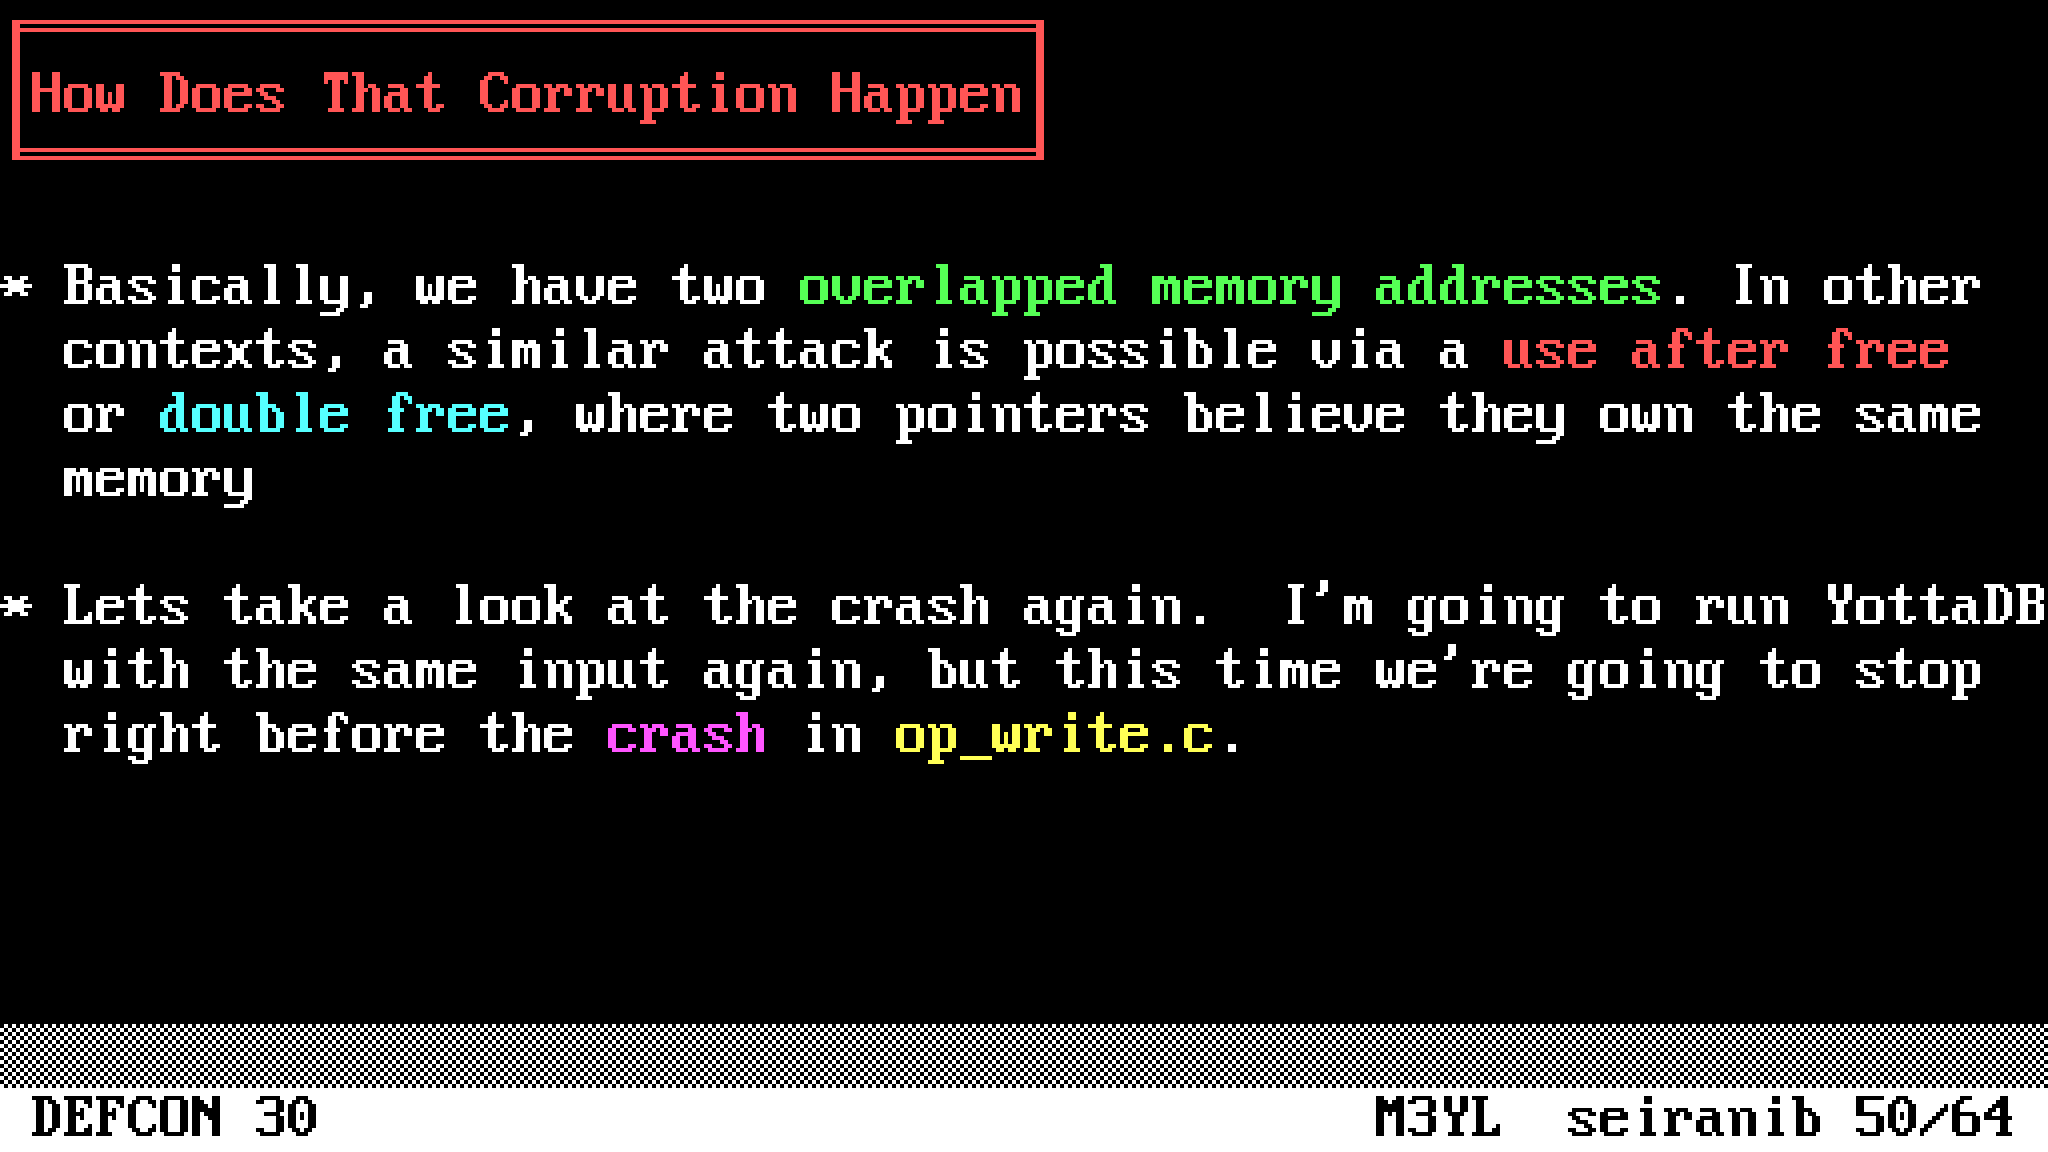 How Does That Corruption Happen
* Basically, we have two overlapped memory addresses. In other
contexts, a similar attack is possible via a use after free
or double free, where two pointers believe they own the same
memory
* Lets take a look at the crash again.  I'm going to run YottaDB
with the same input again, but this time we're going to stop
right before the crash in op_write.c.
DEFCON 30
M3YL  seiranib 50/64